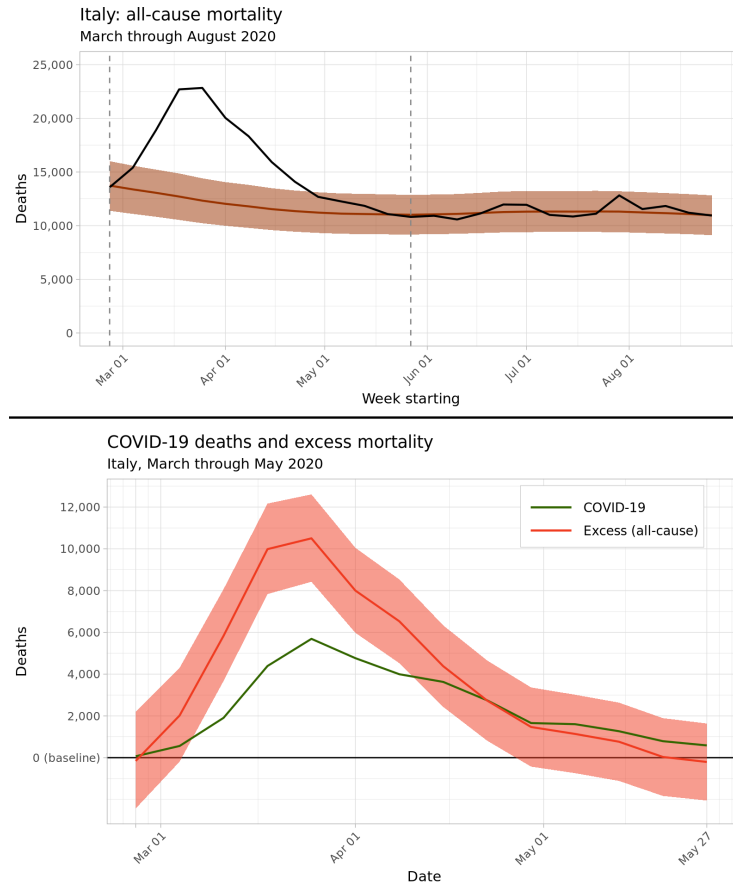 Italy: all-cause mortality
March through August 2020
25,000
20,000
15,000
10,000
5,000
0
Deaths
Mar 01
Apr 01
May 01
Jun 01
Jul 01
Aug 01
Week starting
COVID-19 deaths and excess mortality
Italy, March through May 2020
12,000
10,000
8,000
6,000
4,000
2,000
0 (baseline)
Deaths
COVID-19
Excess (all-cause)
Mar 01
Apr 01
May 01
May 27
Date